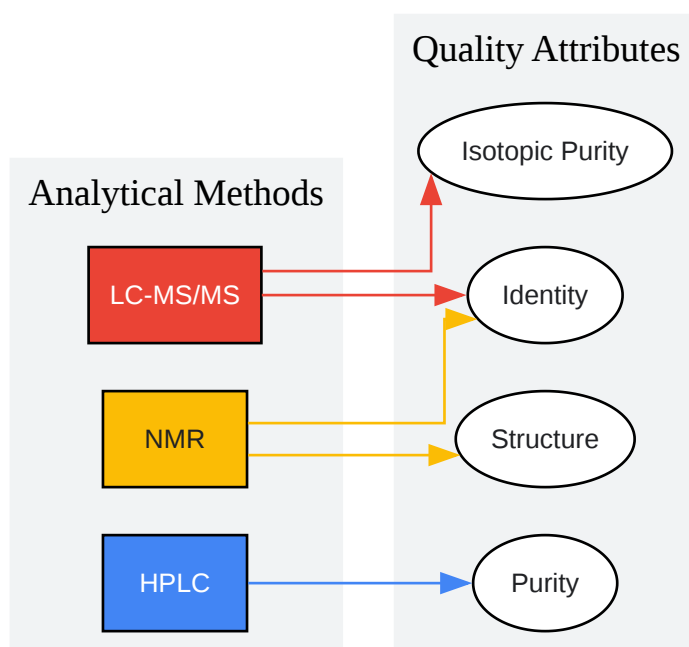 Quality Attributes
Isotopic Purity
Analytical Methods
LC-MS/MS
Identity
NMR
Structure
HPLC
Purity